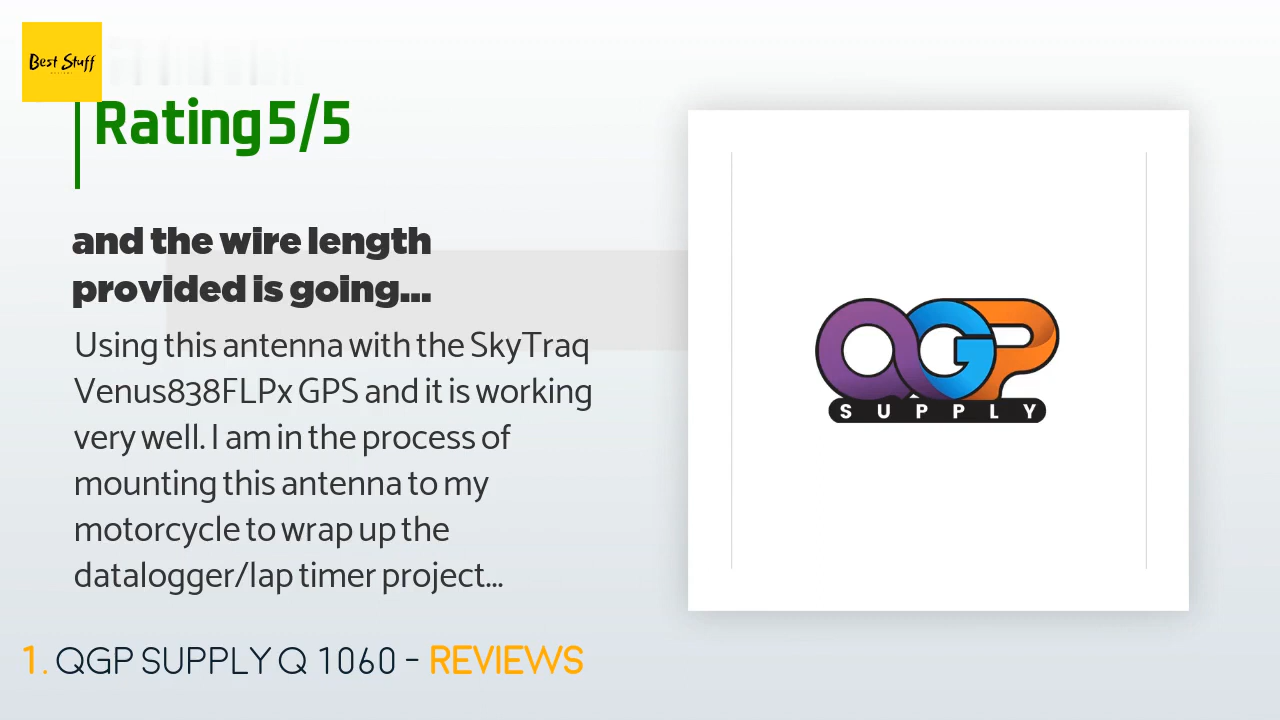 Best Stuff
Rating 5/5
and the wire length
provided is going...
Using this antenna with the SkyTraq
Venus838FLPx GPS and it is working
very well. I am in the process of
mounting this antenna to my
motorcycle to wrap up the
datalogger/lap timer project...
QGP
SUPPLY
1. QGP SUPPLY Q 1060 - REVIEWS